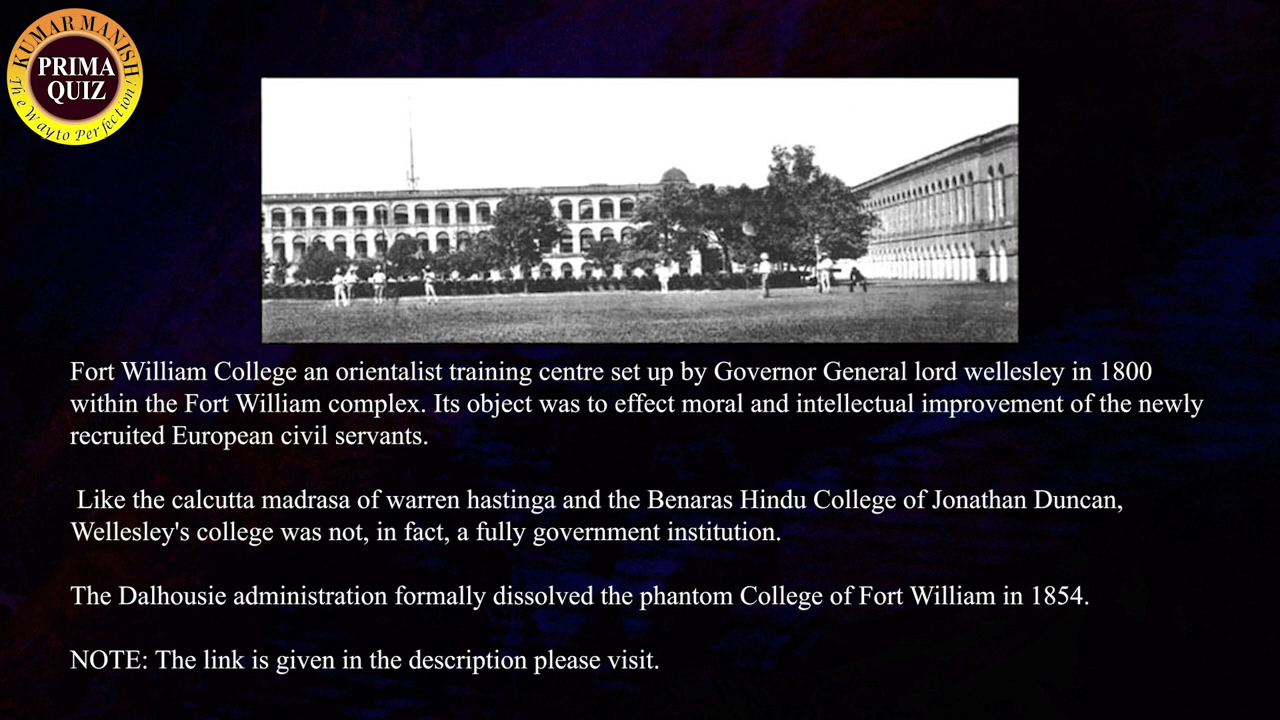 KUMAR MANISH
PRIMA
QUIZ
The Way to Perfection!
Fort William College an orientalist training centre set up by Governor General lord wellesley in 1800
within the Fort William complex. Its object was to effect moral and intellectual improvement of the newly
recruited European civil servants.
Like the calcutta madrasa of warren hastinga and the Benaras Hindu College of Jonathan Duncan,
Wellesley's college was not, in fact, a fully government institution.
The Dalhousie administration formally dissolved the phantom College of Fort William in 1854.
NOTE: The link is given in the description please visit.